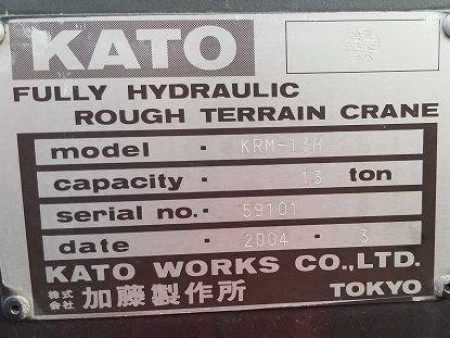 KATO
FULLY HYDRAULIC
ROUGH TERRAIN CRANE
model · KRM-13H
capacity · 13 ton
serial no. · 59101
date · 2004 · 3
KATO WORKS CO.,LTD.
株式会社 加藤製作所 TOKYO